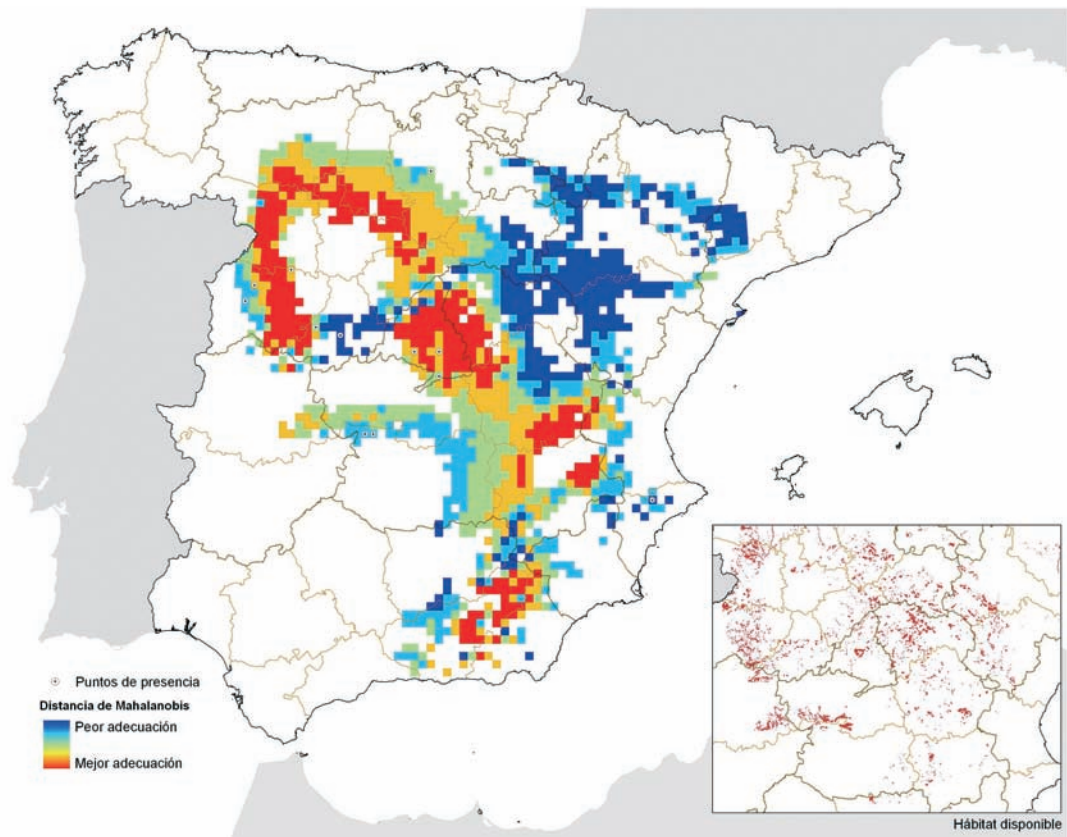 Puntos de presencia
Distancia de Mahalanobis
Peor adecuación
Mejor adecuación
Hábitat disponible